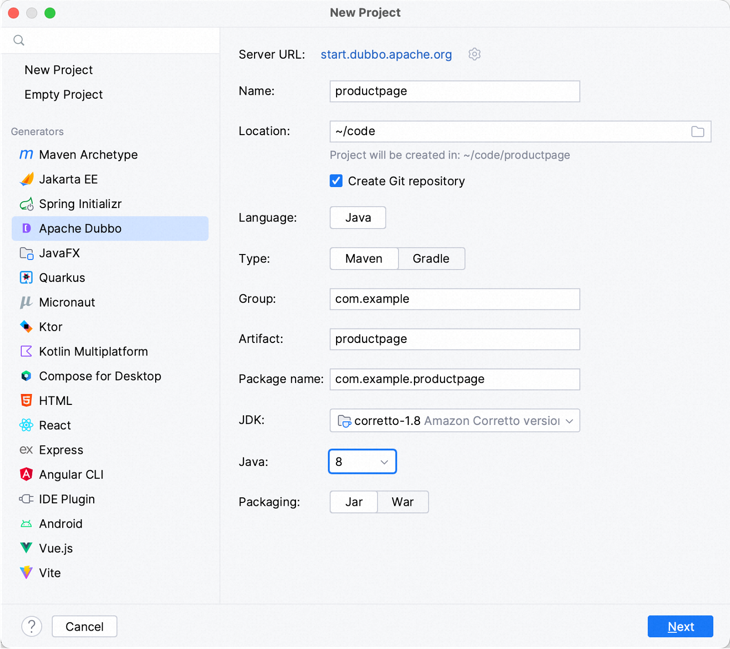 New Project
New Project
Empty Project
Generators
Maven Archetype
Jakarta EE
Spring Initializr
Apache Dubbo
JavaFX
Quarkus
Micronaut
Ktor
Kotlin Multiplatform
Compose for Desktop
HTML
React
ex Express
Angular CLI
IDE Plugin
Android
Vue.js
Vite
Server URL: start.dubbo.apache.org
Name: productpage
Location: ~/code
Project will be created in: ~/code/productpage
Create Git repository
Language: Java
Type: Maven Gradle
Group: com.example
Artifact: productpage
Package name: com.example.productpage
JDK: corretto-1.8 Amazon Corretto version
Java: 8
Packaging: Jar War
? Cancel Next